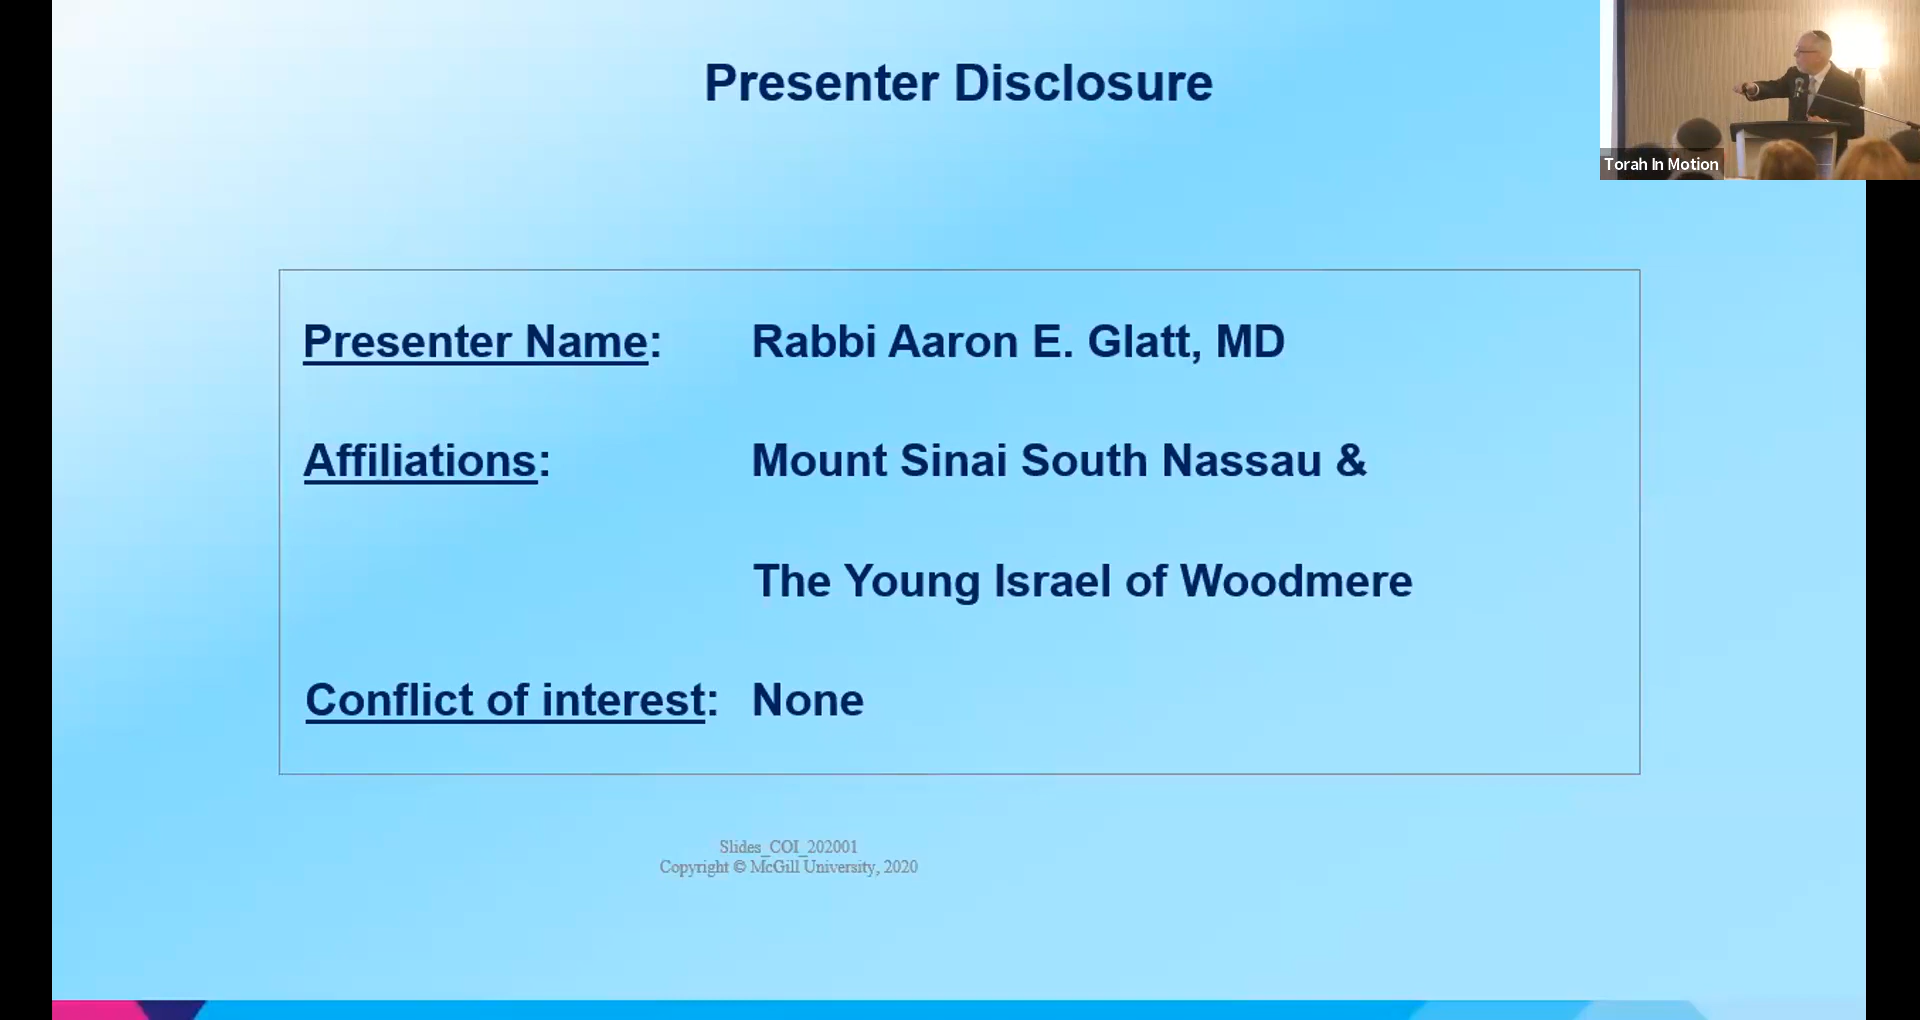 Presenter Disclosure
Torah In Motion
Presenter Name: Rabbi Aaron E. Glatt, MD
Affiliations: Mount Sinai South Nassau &
The Young Israel of Woodmere
Conflict of interest: None
Slides_COI_202001
Copyright © McGill University, 2020